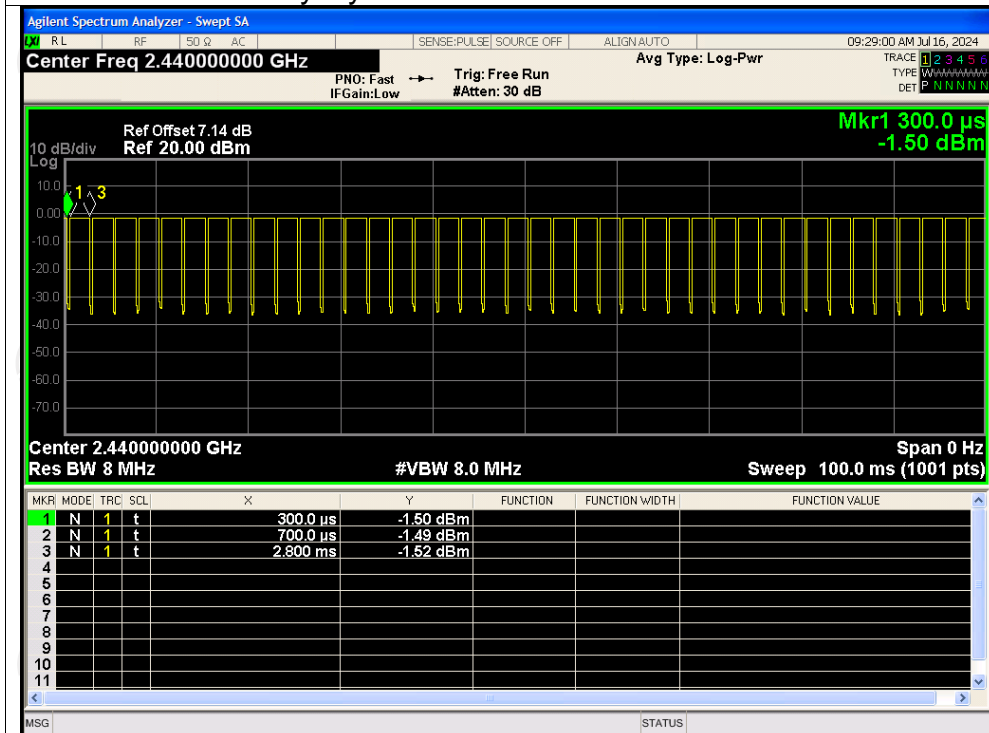 Agilent Spectrum Analyzer - Swept SA
LXI RL RF 50 Ω AC SENSE:PULSE SOURCE OFF ALIGN AUTO 09:29:00 AM Jul 16, 2024
Center Freq 2.440000000 GHz
PNO: Fast
IFGain:Low
Trig: Free Run
#Atten: 30 dB
Avg Type: Log-Pwr
TRACE 1 2 3 4 5 6
TYPE WWWWWW
DET P N N N N N
Ref Offset 7.14 dB
Ref 20.00 dBm
10 dB/div
Log
Mkr1 300.0 µs
-1.50 dBm
10.0
0.00
-10.0
-20.0
-30.0
-40.0
-50.0
-60.0
-70.0
1 3
Center 2.440000000 GHz Span 0 Hz
Res BW 8 MHz #VBW 8.0 MHz Sweep 100.0 ms (1001 pts)
MKR MODE TRC SCL X Y FUNCTION FUNCTION WIDTH FUNCTION VALUE
1 N 1 t 300.0 µs -1.50 dBm
2 N 1 t 700.0 µs -1.49 dBm
3 N 1 t 2.800 ms -1.52 dBm
4
5
6
7
8
9
10
11
MSG STATUS